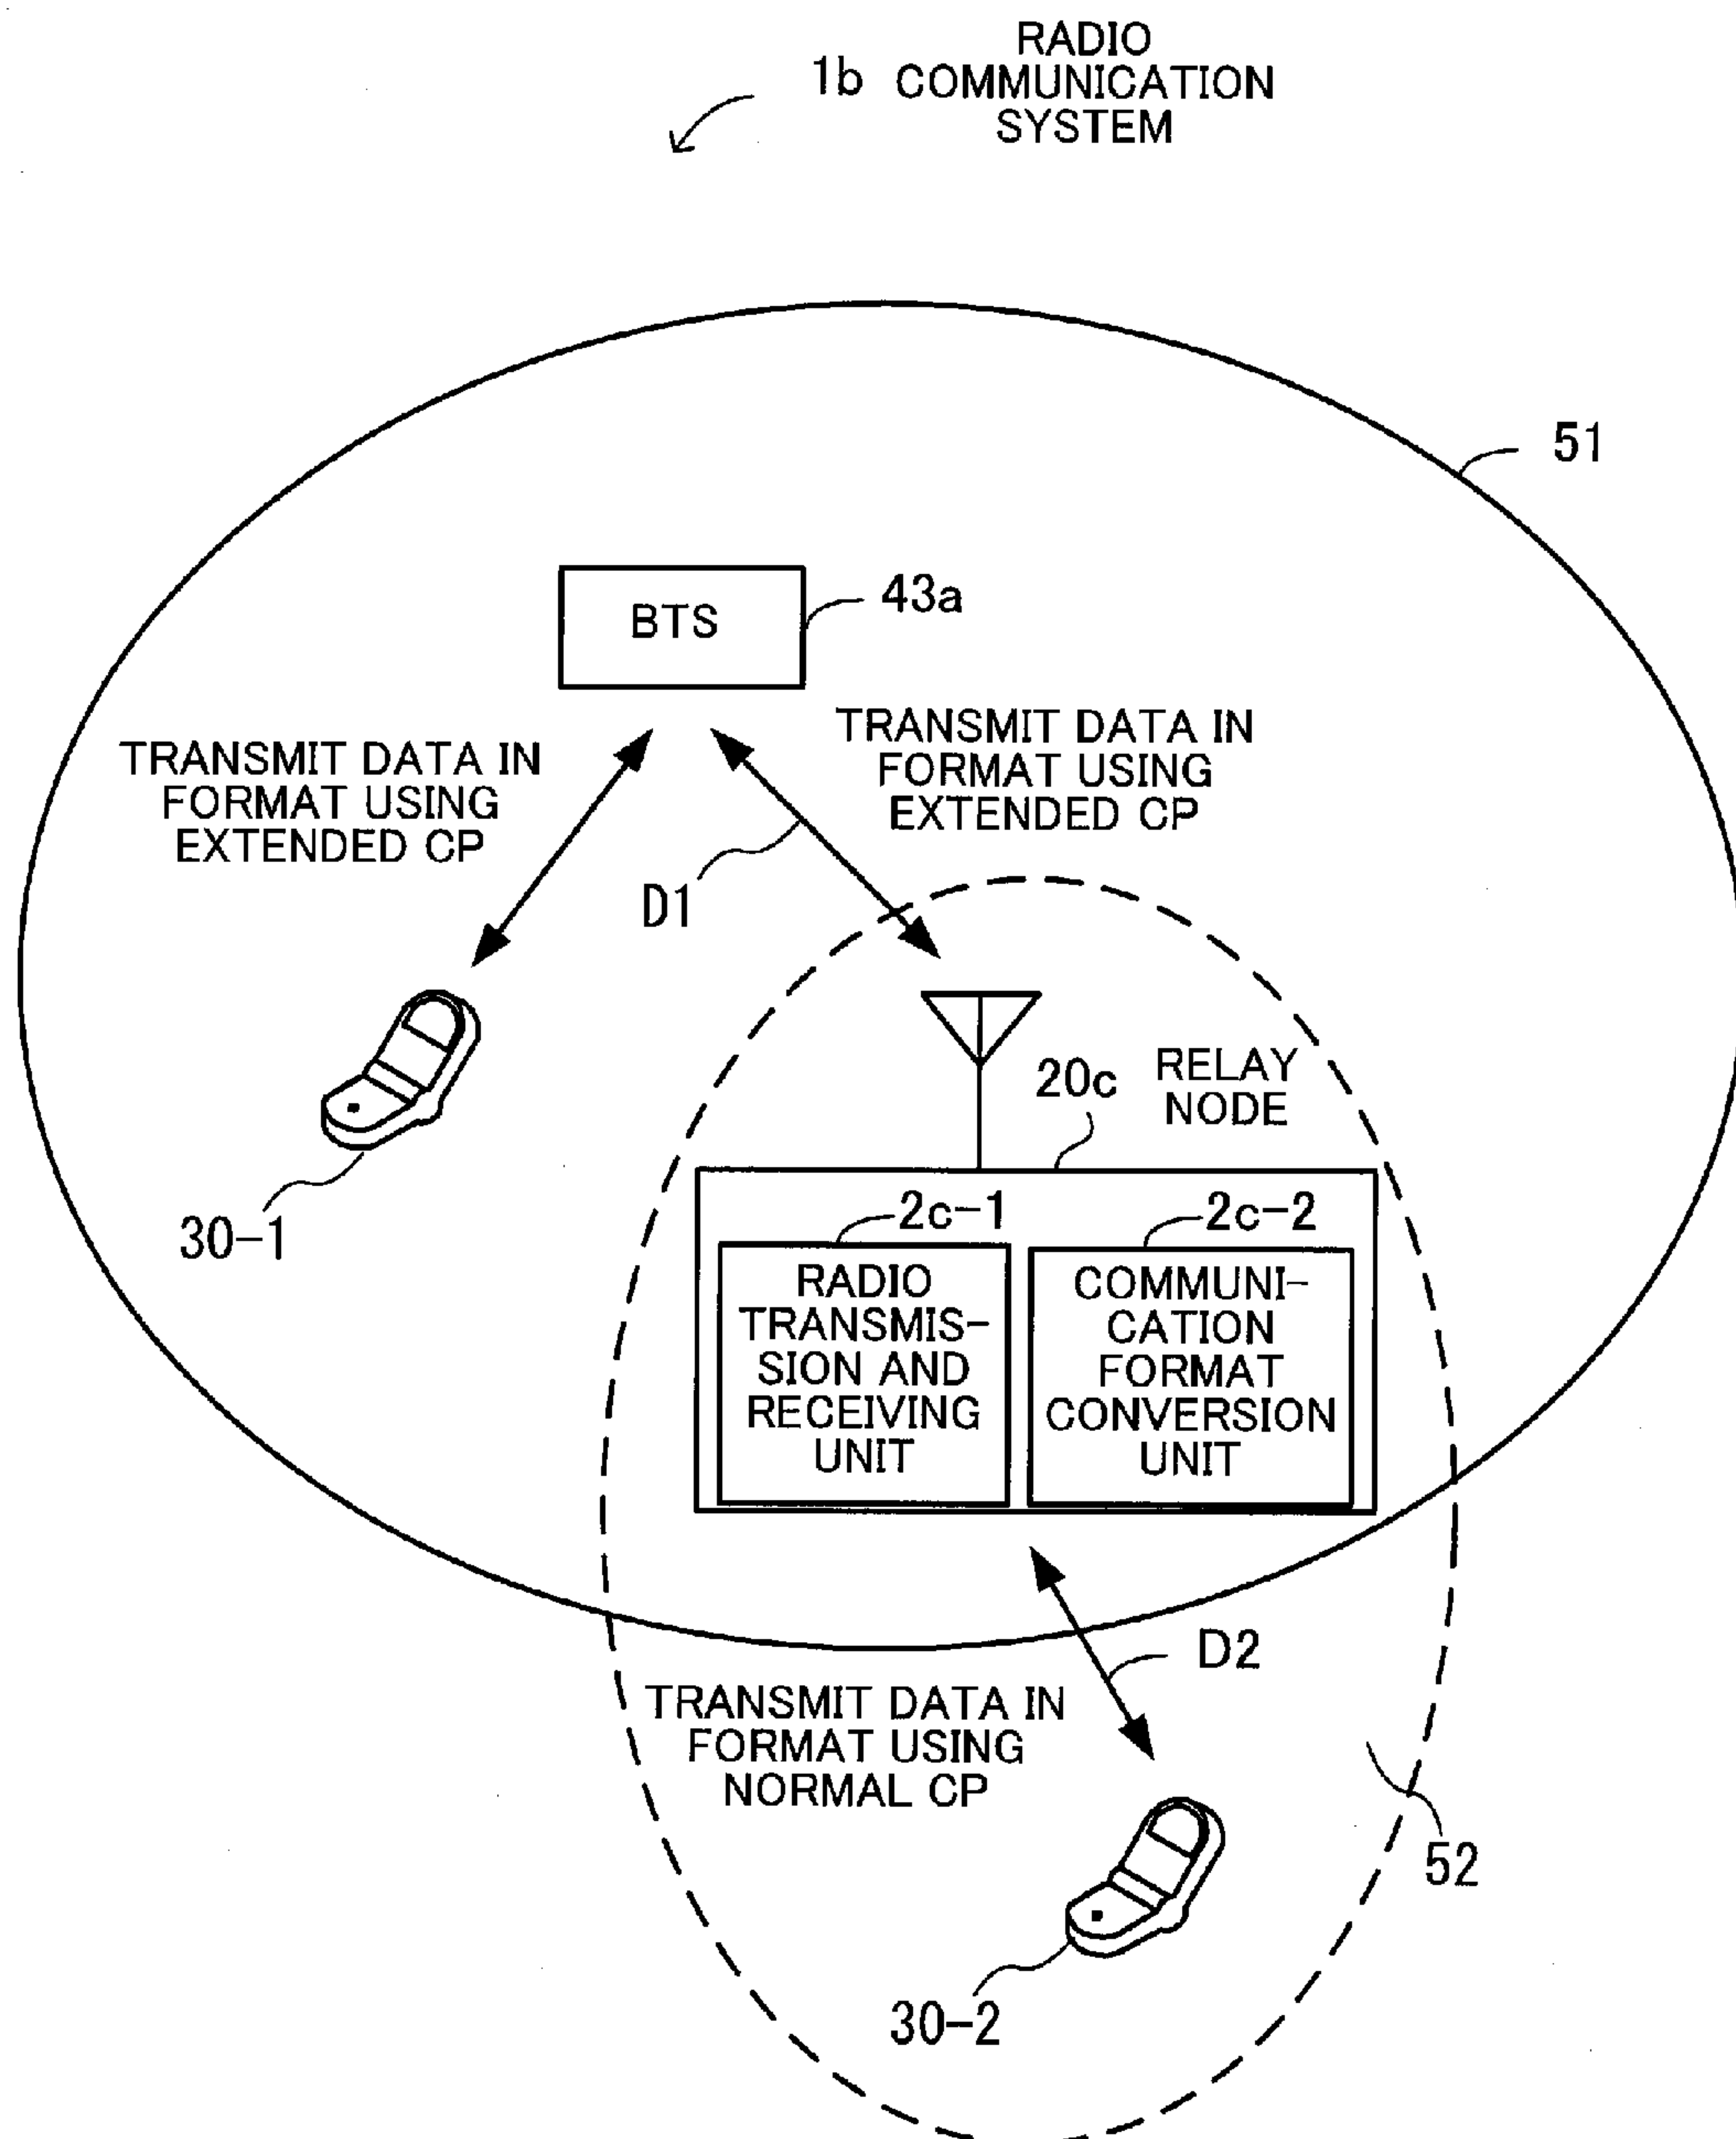 RADIO
1b COMMUNICATION
SYSTEM
51
BTS
43a
TRANSMIT DATA IN
FORMAT USING
EXTENDED CP
TRANSMIT DATA IN
FORMAT USING
EXTENDED CP
D1
30-1
20c
RELAY
NODE
2c-1
2c-2
RADIO
TRANSMIS-
SION AND
RECEIVING
UNIT
COMMUNI-
CATION
FORMAT
CONVERSION
UNIT
D2
TRANSMIT DATA IN
FORMAT USING
NORMAL CP
52
30-2